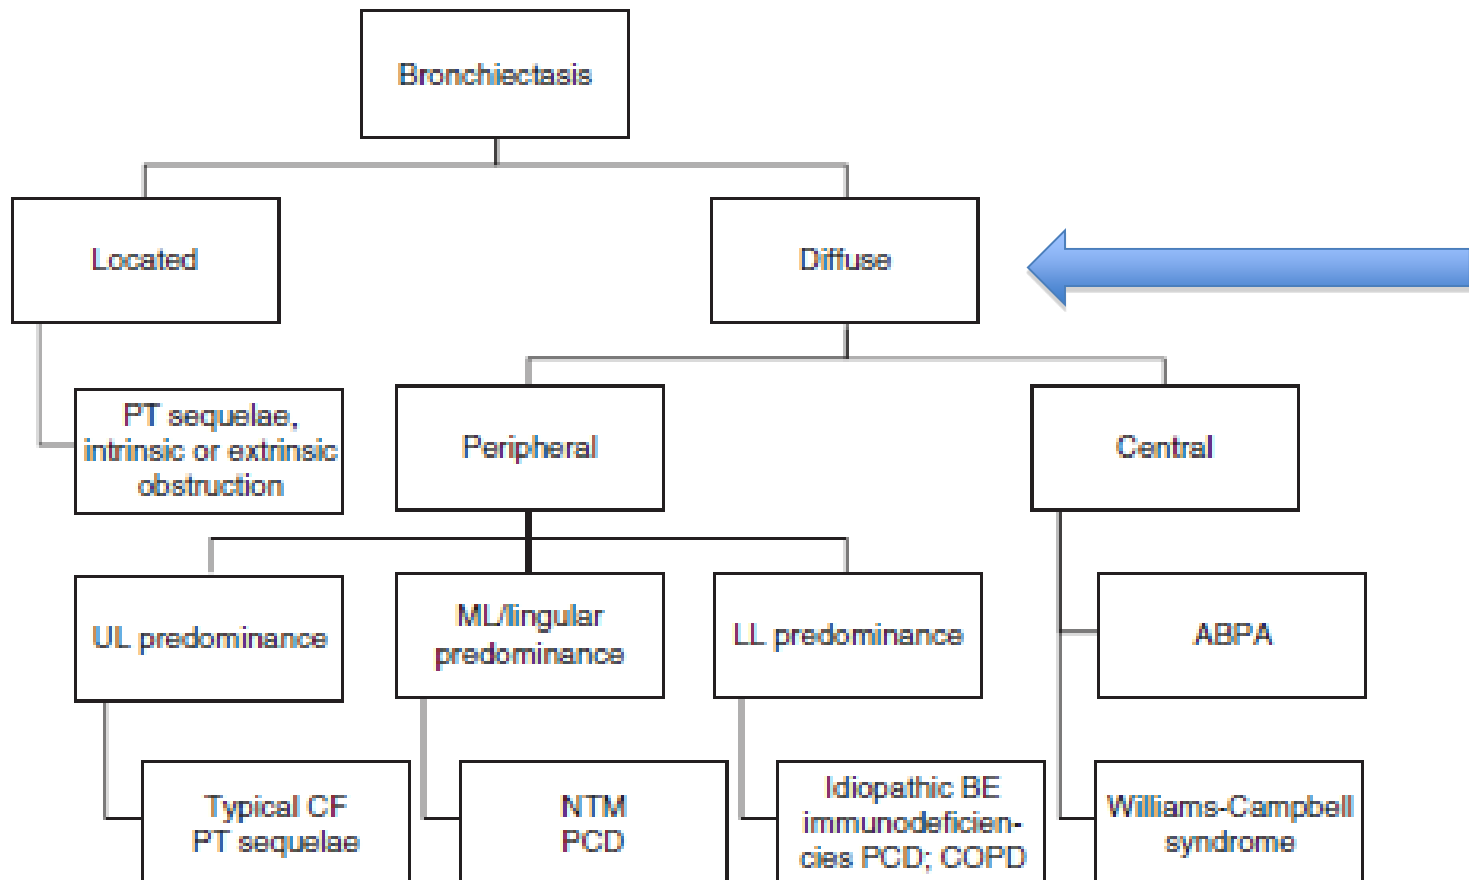 Bronchiectasis
Located
Diffuse
PT sequelae,
intrinsic or extrinsic
obstruction
Peripheral
Central
UL predominance
ML/lingular
predominance
LL predominance
ABPA
Typical CF
PT sequelae
NTM
PCD
Idiopathic BE
immunodeficien-
cies PCD; COPD
Williams-Campbell
syndrome